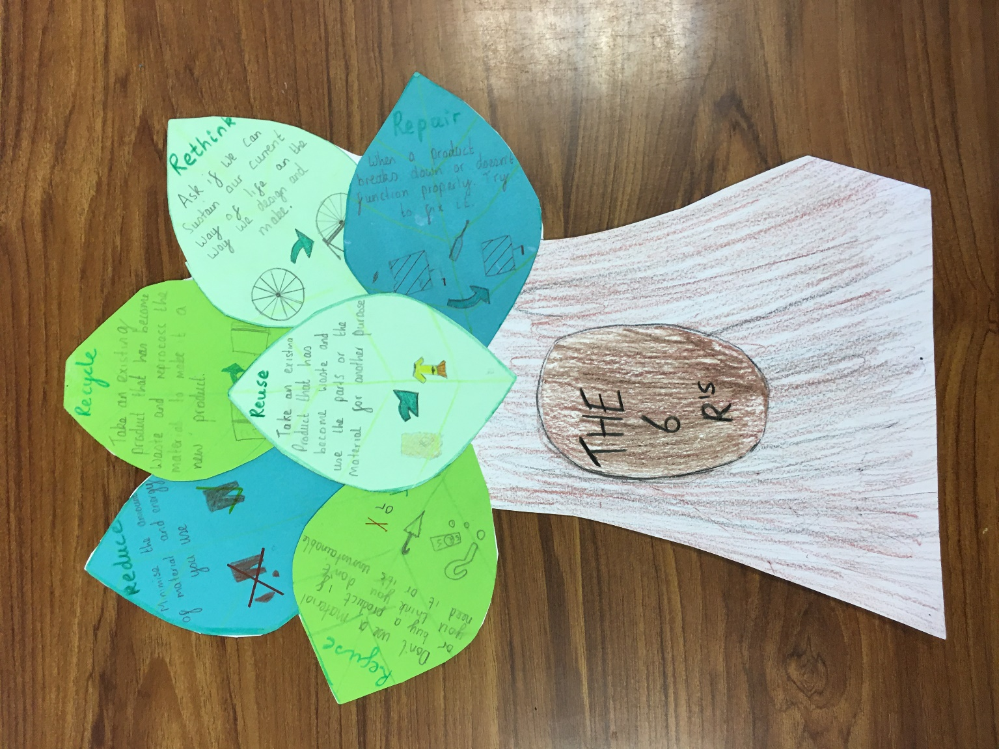 Rethink
Ask if we can
Sustain our current
way of life an the
way we design and
make.
Repair
When a product
breaks down or doesn't
function properly. Try
to fix it.
Recycle
Take an existing
product that has become
waste and reprocess the
material to make it a
new product.
Reuse
Take an existing
Product that has
become waste and
use the parts or the
material for another purpose
Reduce
Minimise the amount
of material and energy
you use
Refuse
Don't use a material
or buy a product if
you think you don't
need it or it's unsustainable
X or
THE
6
R's